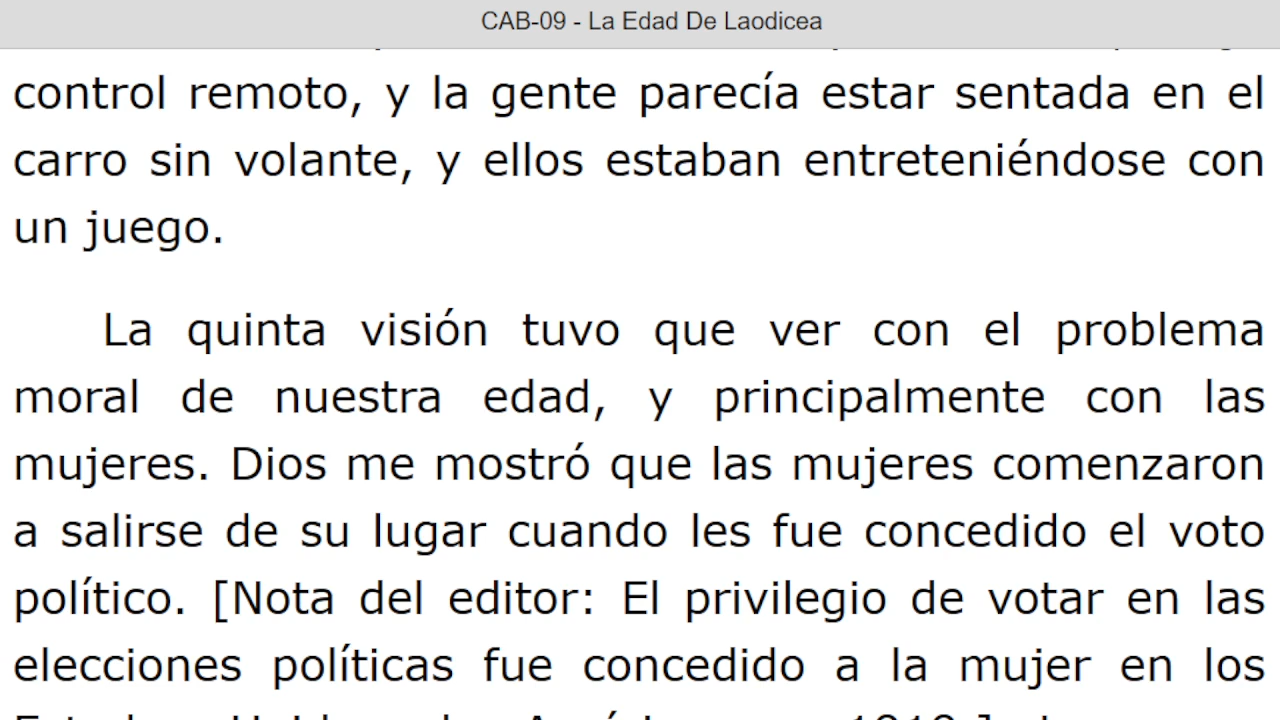 CAB-09 - La Edad De Laodicea
control remoto, y la gente parecía estar sentada en el
carro sin volante, y ellos estaban entreteniéndose con
un juego.
La quinta visión tuvo que ver con el problema
moral de nuestra edad, y principalmente con las
mujeres. Dios me mostró que las mujeres comenzaron
a salirse de su lugar cuando les fue concedido el voto
político. [Nota del editor: El privilegio de votar en las
elecciones políticas fue concedido a la mujer en los